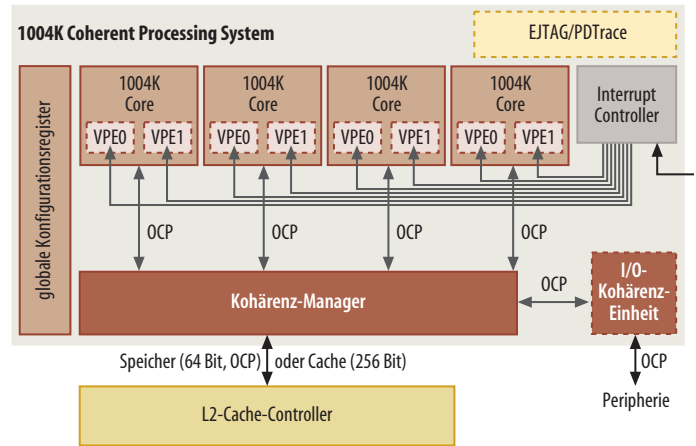 1004K Coherent Processing System
EJTAG/PDTrace
globale Konfigurationsregister
1004K
Core
VPE0
VPE1
1004K
Core
VPE0
VPE1
1004K
Core
VPE0
VPE1
1004K
Core
VPE0
VPE1
Interrupt
Controller
OCP
OCP
OCP
OCP
Kohärenz-Manager
OCP
I/O-
Kohärenz-
Einheit
Speicher (64 Bit, OCP) oder Cache (256 Bit)
OCP
L2-Cache-Controller
Peripherie